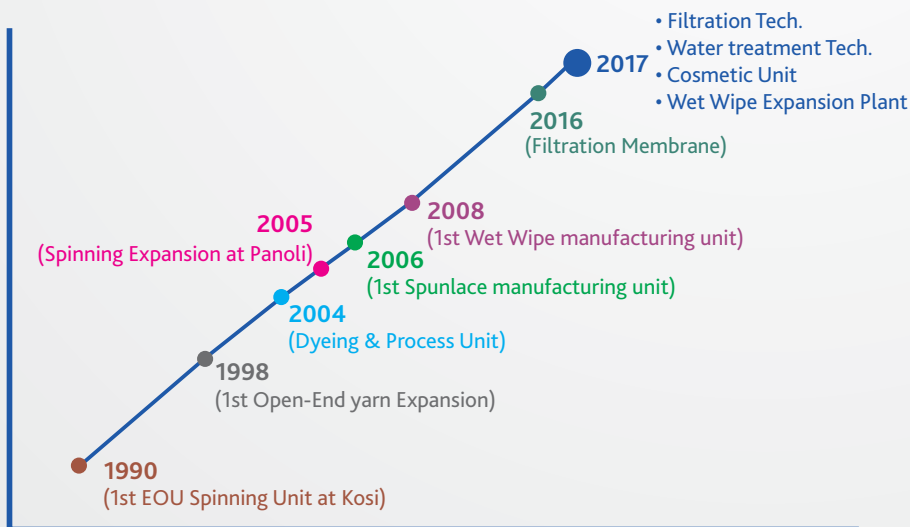 • Filtration Tech.
• Water treatment Tech.
2017
• Cosmetic Unit
• Wet Wipe Expansion Plant
2016
(Filtration Membrane)
2008
(1st Wet Wipe manufacturing unit)
2005
(Spinning Expansion at Panoli)
2006
(1st Spunlace manufacturing unit)
2004
(Dyeing & Process Unit)
1998
(1st Open-End yarn Expansion)
1990
(1st EOU Spinning Unit at Kosi)